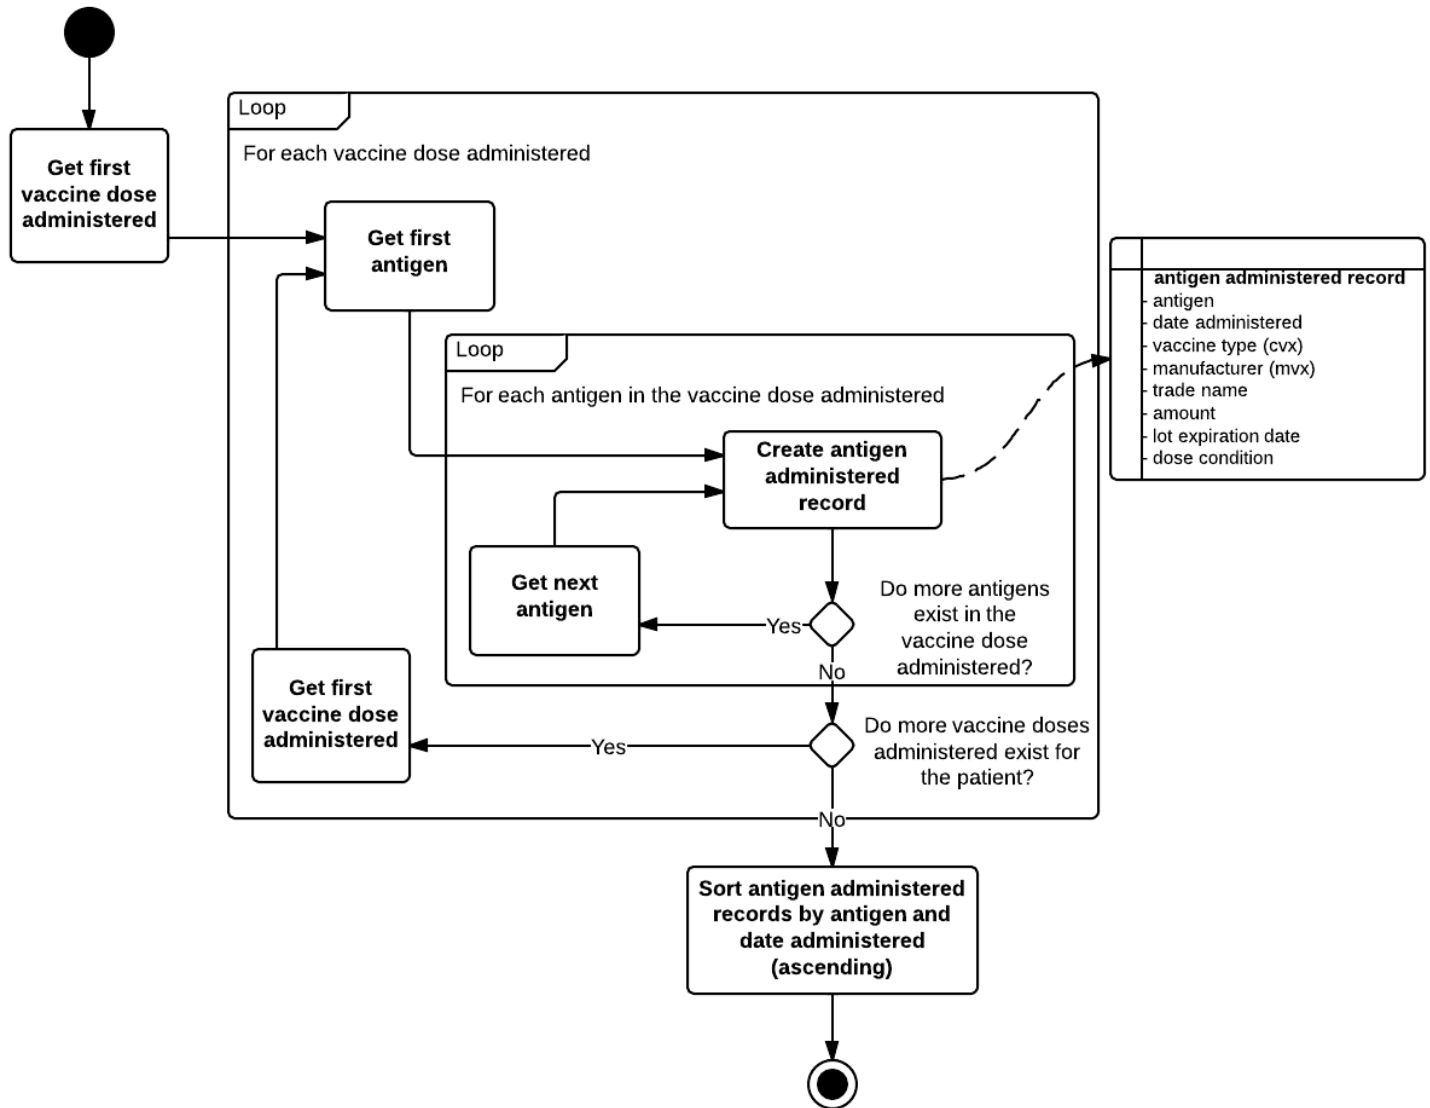 Loop
For each vaccine dose administered
Get first
vaccine dose
administered
Get first
antigen
Loop
For each antigen in the vaccine dose administered
Create antigen
administered
record
antigen administered record
- antigen
- date administered
- vaccine type (cvx)
- manufacturer (mvx)
- trade name
- amount
- lot expiration date
- dose condition
Get next
antigen
Yes
Do more antigens
exist in the
vaccine dose
administered?
No
Get first
vaccine dose
administered
Yes
Do more vaccine doses
administered exist for
the patient?
No
Sort antigen administered
records by antigen and
date administered
(ascending)